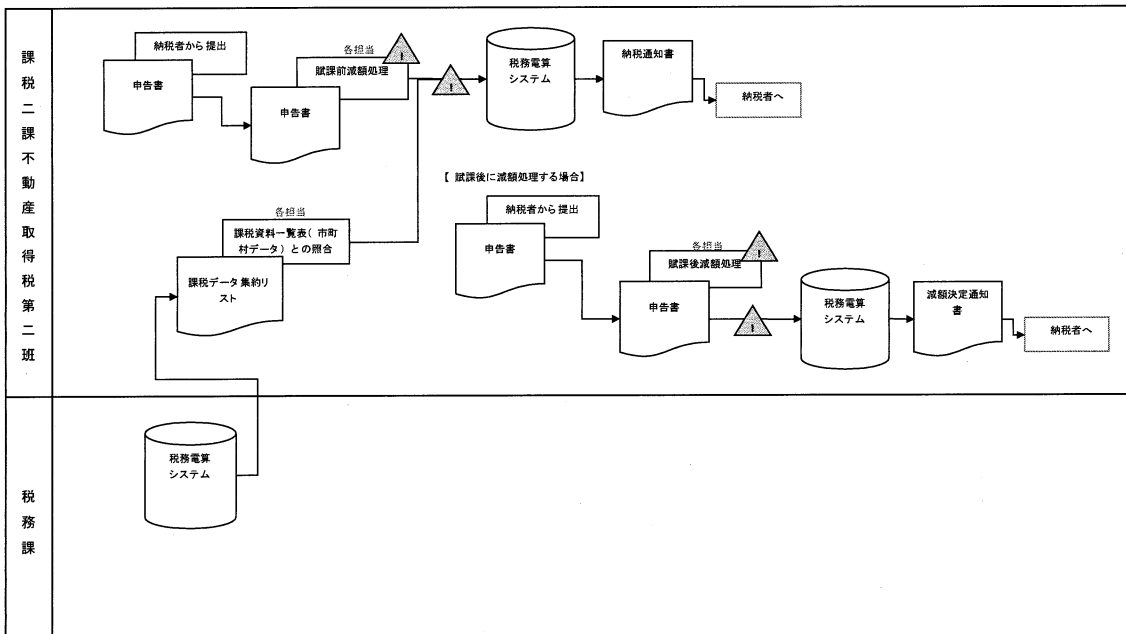 課税二課不動産取得税第二班
納税者から提出
申告書
各担当
賦課前減額処理
!
申告書
!
税務電算
システム
納税通知書
納税者へ
各担当
課税資料一覧表(市町
村データ)との照合
課税データ集約リ
スト
【 賦課後に減額処理する場合】
納税者から提出
申告書
各担当
賦課後減額処理
!
申告書
!
税務電算
システム
減額決定通知
書
納税者へ
税務課
税務電算
システム